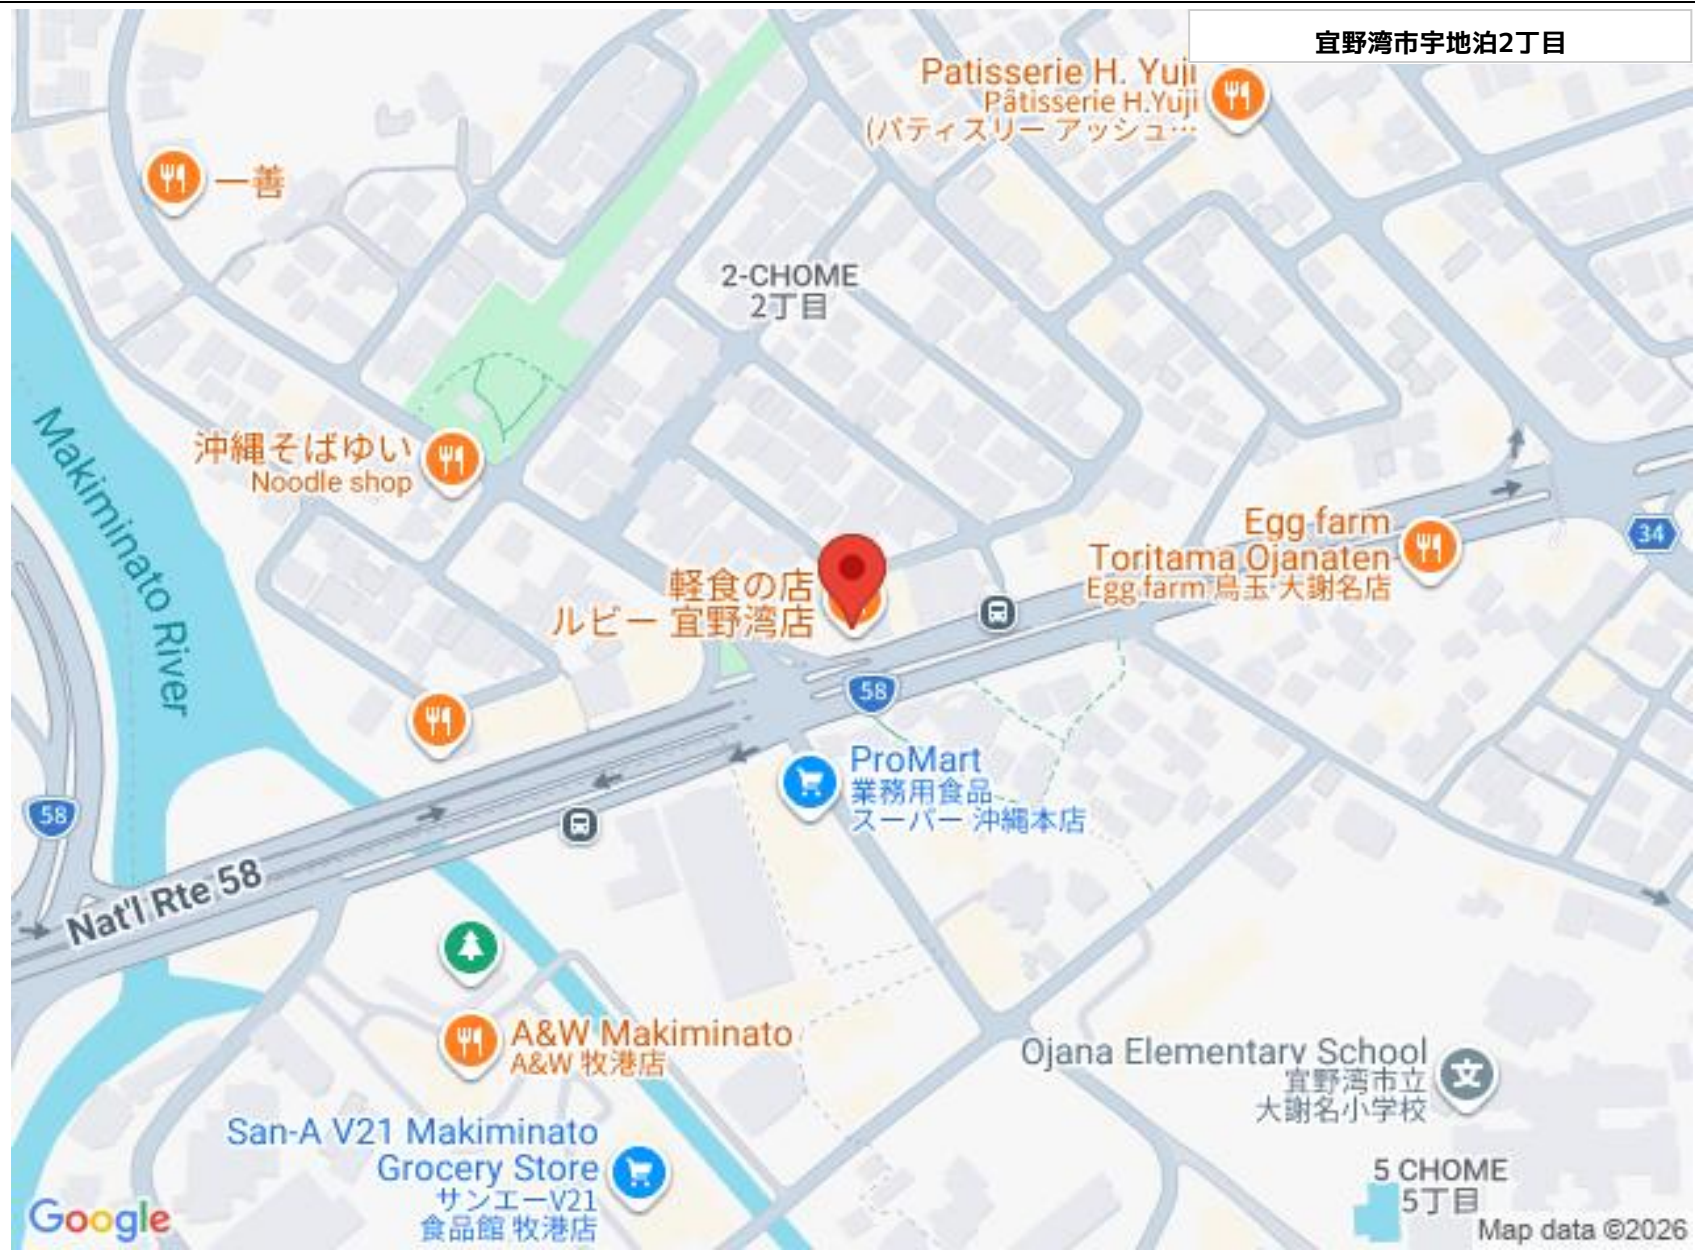 宜野湾市宇地泊2丁目
Patisserie H. Yuji
Pâtisserie H.Yuji
(パティスリー アッシュ…
一善
2-CHOME
2丁目
Makiminato River
沖縄そばゆい
Noodle shop
Egg farm
Toritama Ojanaten
Egg farm 鳥玉 大謝名店
34
軽食の店
ルビー 宜野湾店
58
ProMart
業務用食品
スーパー 沖縄本店
58
Nat'l Rte 58
A&W Makiminato
A&W 牧港店
Ojana Elementary School
宜野湾市立
大謝名小学校
文
San-A V21 Makiminato
Grocery Store
サンエーV21
食品館 牧港店
5 CHOME
5丁目
Google
Map data ©2026